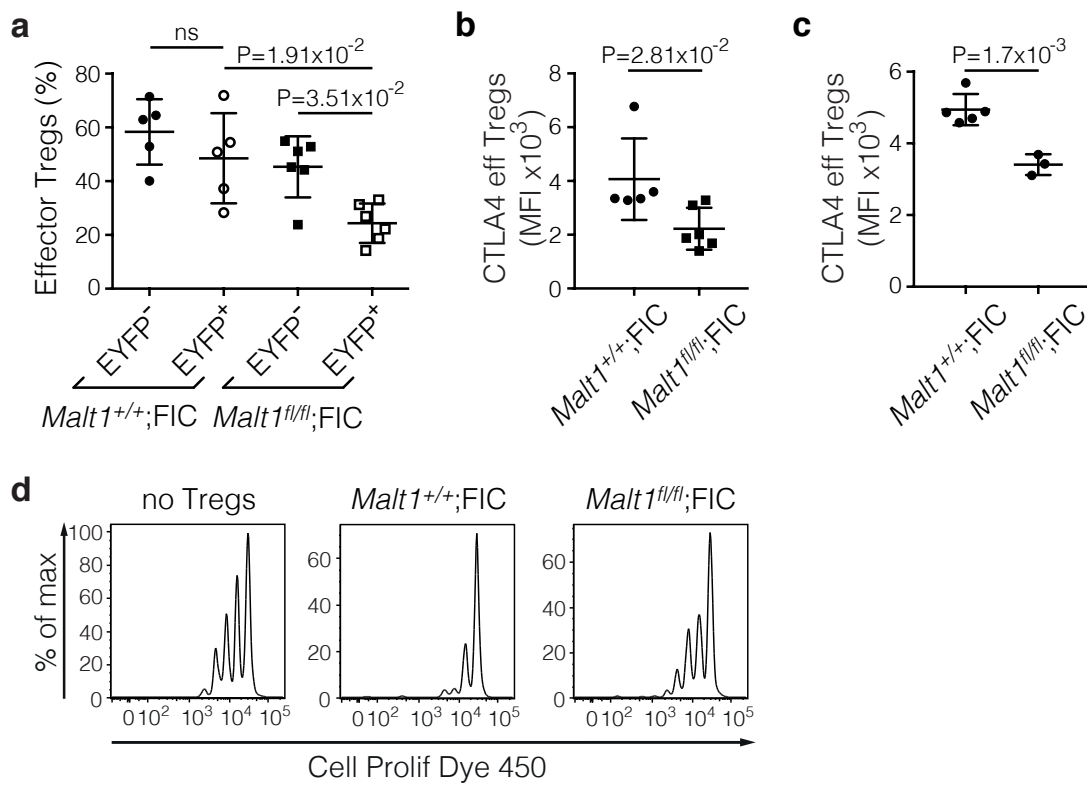 a
ns
P=1.91x10⁻²
P=3.51x10⁻²
Effector Tregs (%)
80
60
40
20
0
EYFP⁻
EYFP⁺
EYFP⁻
EYFP⁺
Malt1⁺/⁺;FIC
Malt1ᶠˡ/ᶠˡ;FIC
b
P=2.81x10⁻²
CTLA4 eff Tregs
(MFI x10³)
8
6
4
2
0
Malt1⁺/⁺;FIC
Malt1ᶠˡ/ᶠˡ;FIC
c
P=1.7x10⁻³
CTLA4 eff Tregs
(MFI x10³)
6
4
2
0
Malt1⁺/⁺;FIC
Malt1ᶠˡ/ᶠˡ;FIC
d
no Tregs
Malt1⁺/⁺;FIC
Malt1ᶠˡ/ᶠˡ;FIC
% of max
100
80
60
40
20
0
0 10² 10³ 10⁴ 10⁵
60
40
20
0
0 10² 10³ 10⁴ 10⁵
60
40
20
0
0 10² 10³ 10⁴ 10⁵
Cell Prolif Dye 450